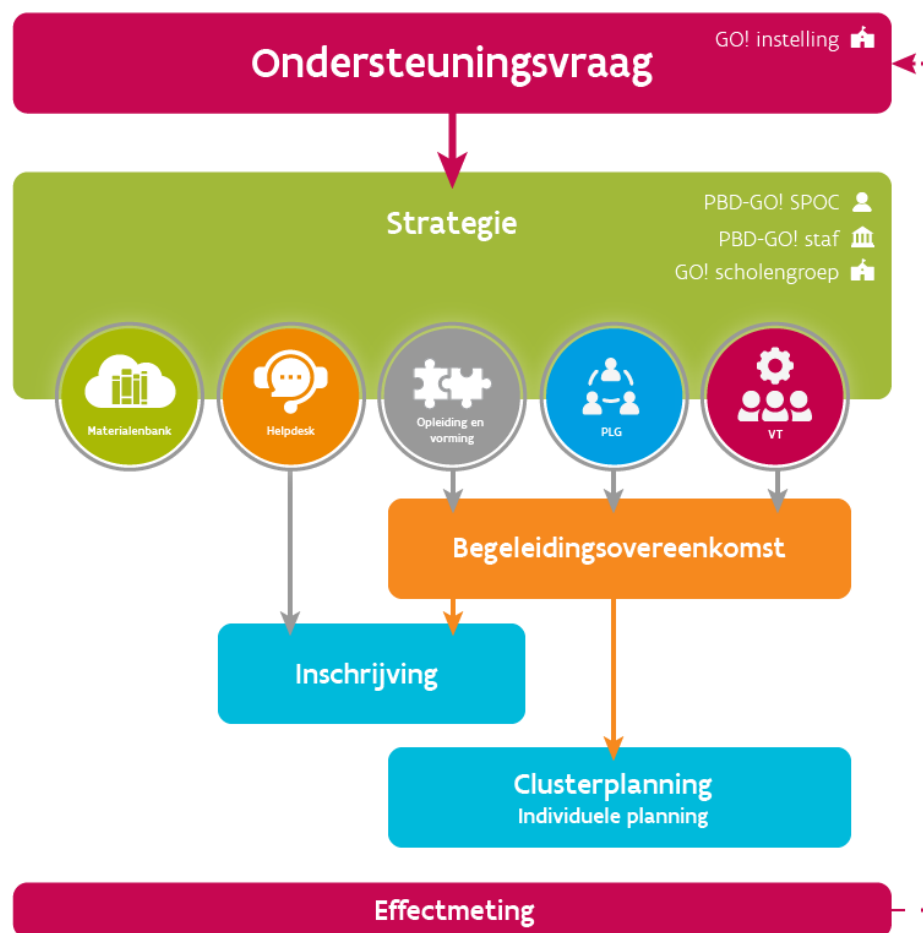 GO! instelling
Ondersteuningsvraag
PBD-GO! SPOC
Strategie
PBD-GO! staf
GO! scholengroep
Materialenbank
Helpdesk
Opleiding en
vorming
PLG
VT
Begeleidingsovereenkomst
Inschrijving
Clusterplanning
Individuele planning
Effectmeting